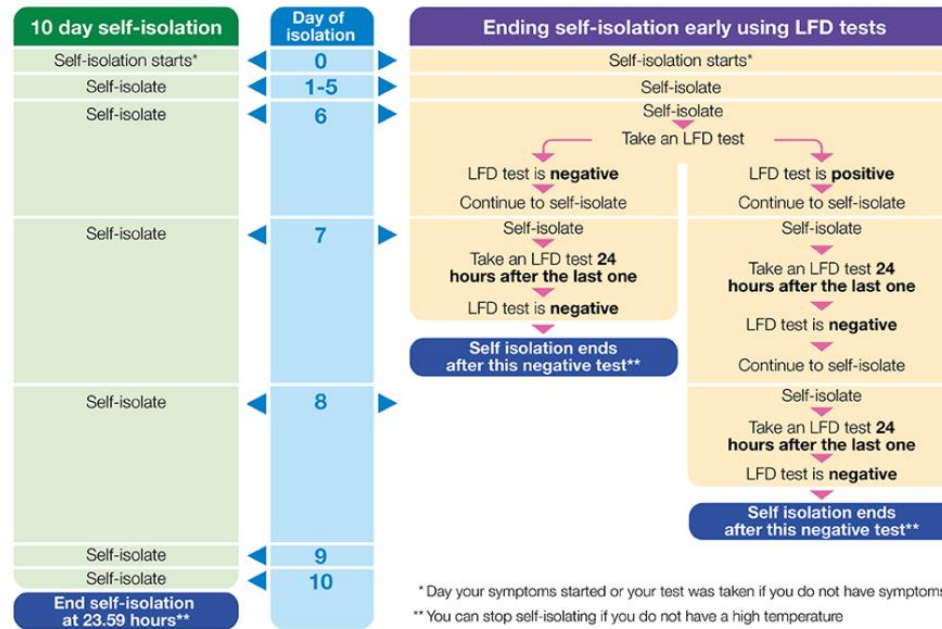 10 day self-isolation
Day of
isolation
Ending self-isolation early using LFD tests
Self-isolation starts*
0
Self-isolation starts*
Self-isolate
1-5
Self-isolate
Self-isolate
6
Self-isolate
Take an LFD test
LFD test is negative
LFD test is positive
Continue to self-isolate
Continue to self-isolate
Self-isolate
7
Self-isolate
Self-isolate
Take an LFD test 24
hours after the last one
Take an LFD test 24
hours after the last one
LFD test is negative
LFD test is negative
Self isolation ends
after this negative test**
Continue to self-isolate
Self-isolate
8
Self-isolate
Take an LFD test 24
hours after the last one
LFD test is negative
Self isolation ends
after this negative test**
Self-isolate
9
Self-isolate
10
End self-isolation
at 23.59 hours**
* Day your symptoms started or your test was taken if you do not have symptoms
** You can stop self-isolating if you do not have a high temperature